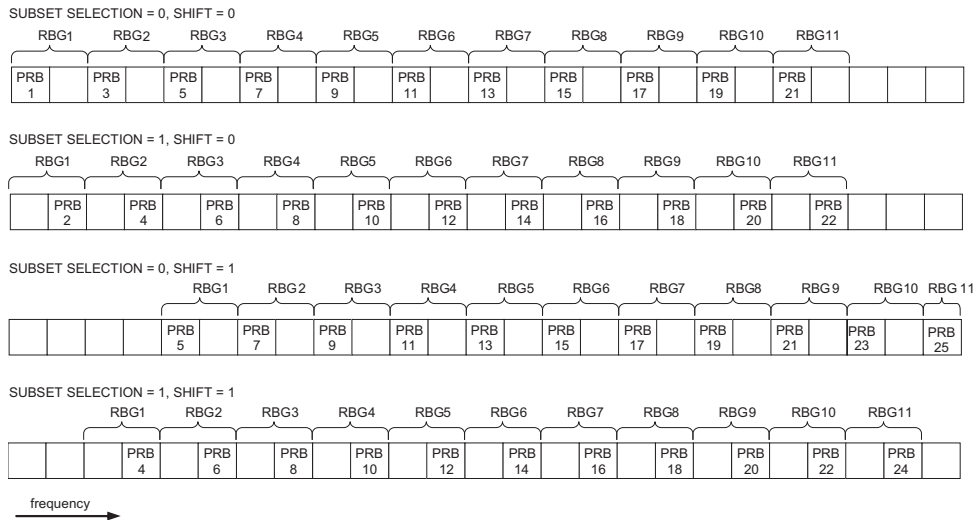 SUBSET SELECTION = 0, SHIFT = 0
RBG1 RBG2 RBG3 RBG4 RBG5 RBG6 RBG7 RBG8 RBG9 RBG10 RBG11
PRB PRB PRB PRB PRB PRB PRB PRB PRB PRB PRB
1 3 5 7 9 11 13 15 17 19 21
SUBSET SELECTION = 1, SHIFT = 0
RBG1 RBG2 RBG3 RBG4 RBG5 RBG6 RBG7 RBG8 RBG9 RBG10 RBG11
PRB PRB PRB PRB PRB PRB PRB PRB PRB PRB PRB
2 4 6 8 10 12 14 16 18 20 22
SUBSET SELECTION = 0, SHIFT = 1
RBG1 RBG2 RBG3 RBG4 RBG5 RBG6 RBG7 RBG8 RBG9 RBG10 RBG 11
PRB PRB PRB PRB PRB PRB PRB PRB PRB PRB PRB
5 7 9 11 13 15 17 19 21 23 25
SUBSET SELECTION = 1, SHIFT = 1
RBG1 RBG2 RBG3 RBG4 RBG5 RBG6 RBG7 RBG8 RBG9 RBG10 RBG11
PRB PRB PRB PRB PRB PRB PRB PRB PRB PRB PRB
4 6 8 10 12 14 16 18 20 22 24
frequency